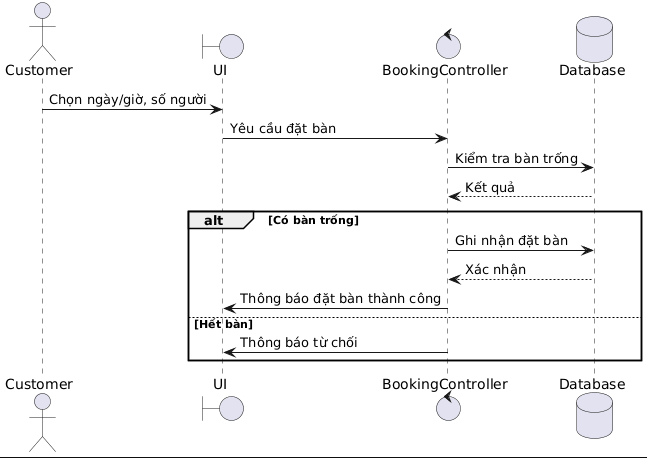 Customer
UI
BookingController
Database
Chọn ngày/giờ, số người
Yêu cầu đặt bàn
Kiểm tra bàn trống
Kết quả
alt [Có bàn trống]
Ghi nhận đặt bàn
Xác nhận
Thông báo đặt bàn thành công
[Hết bàn]
Thông báo từ chối
Customer
UI
BookingController
Database